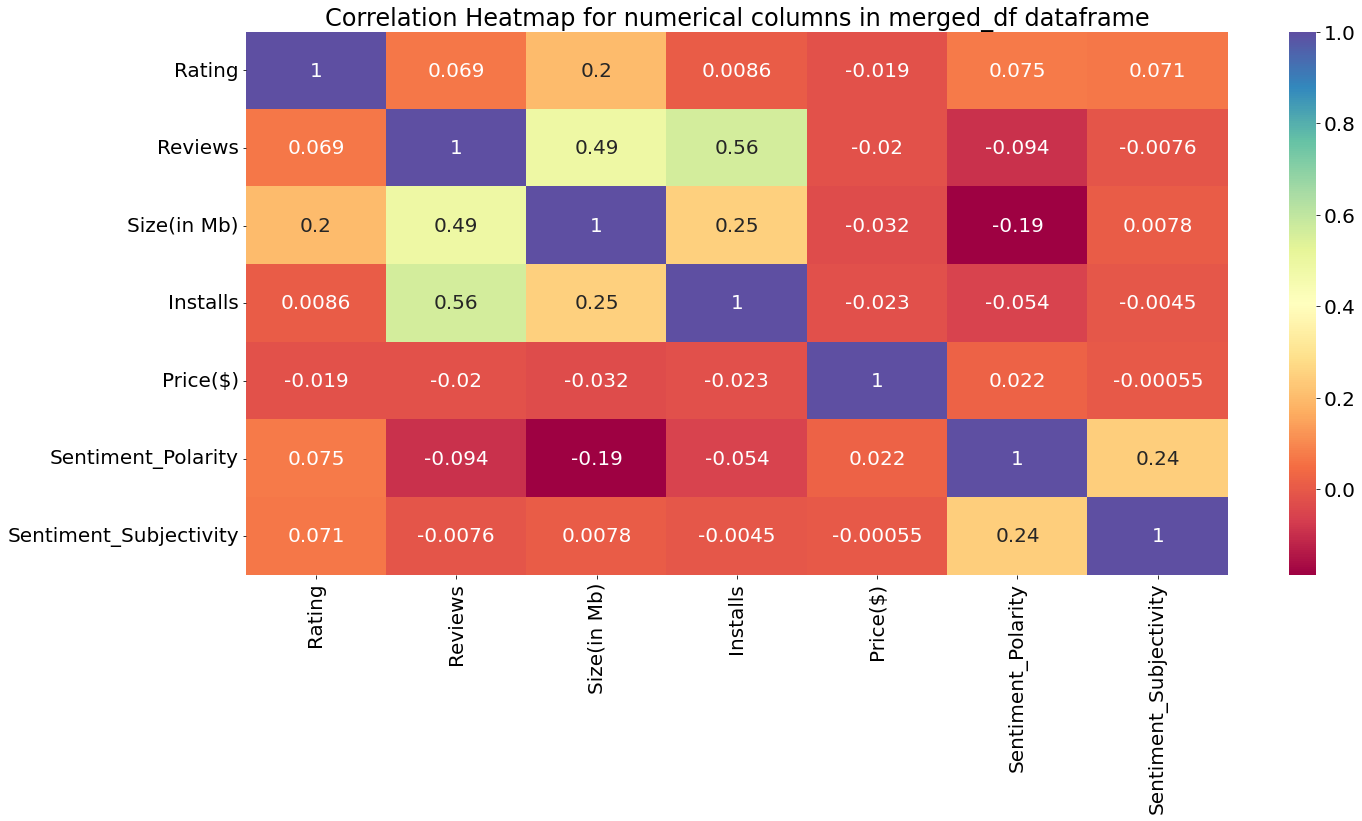 Correlation Heatmap for numerical columns in merged_df dataframe
Rating 1 0.069 0.2 0.0086 -0.019 0.075 0.071
Reviews 0.069 1 0.49 0.56 -0.02 -0.094 -0.0076
Size(in Mb) 0.2 0.49 1 0.25 -0.032 -0.19 0.0078
Installs 0.0086 0.56 0.25 1 -0.023 -0.054 -0.0045
Price($) -0.019 -0.02 -0.032 -0.023 1 0.022 -0.00055
Sentiment_Polarity 0.075 -0.094 -0.19 -0.054 0.022 1 0.24
Sentiment_Subjectivity 0.071 -0.0076 0.0078 -0.0045 -0.00055 0.24 1
Rating
Reviews
Size(in Mb)
Installs
Price($)
Sentiment_Polarity
Sentiment_Subjectivity
1.0
0.8
0.6
0.4
0.2
0.0